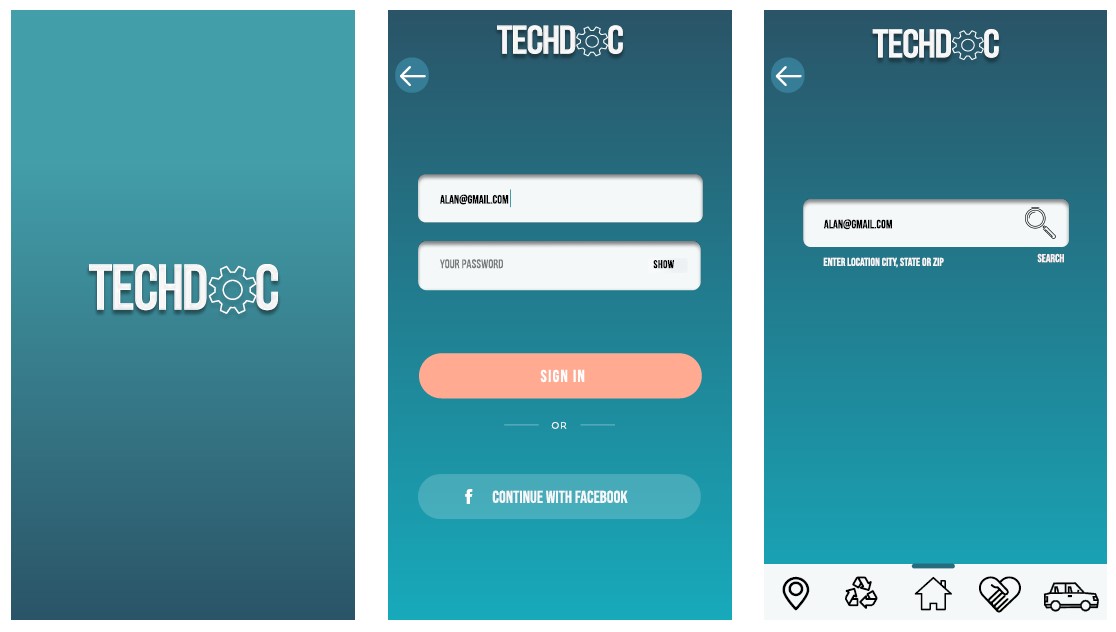 TECHDOC
TECHDOC
ALAN@GMAIL.COM
YOUR PASSWORD SHOW
SIGN IN
OR
f CONTINUE WITH FACEBOOK
TECHDOC
ALAN@GMAIL.COM
ENTER LOCATION CITY, STATE OR ZIP SEARCH